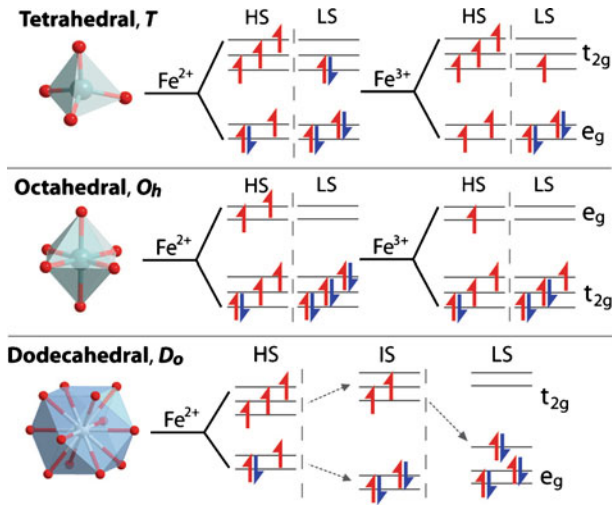 Tetrahedral, T
HS LS HS LS
Fe2+ Fe3+
t2g
eg
Octahedral, Oh
HS LS HS LS
Fe2+ Fe3+
eg
t2g
Dodecahedral, Do
HS IS LS
Fe2+
t2g
eg